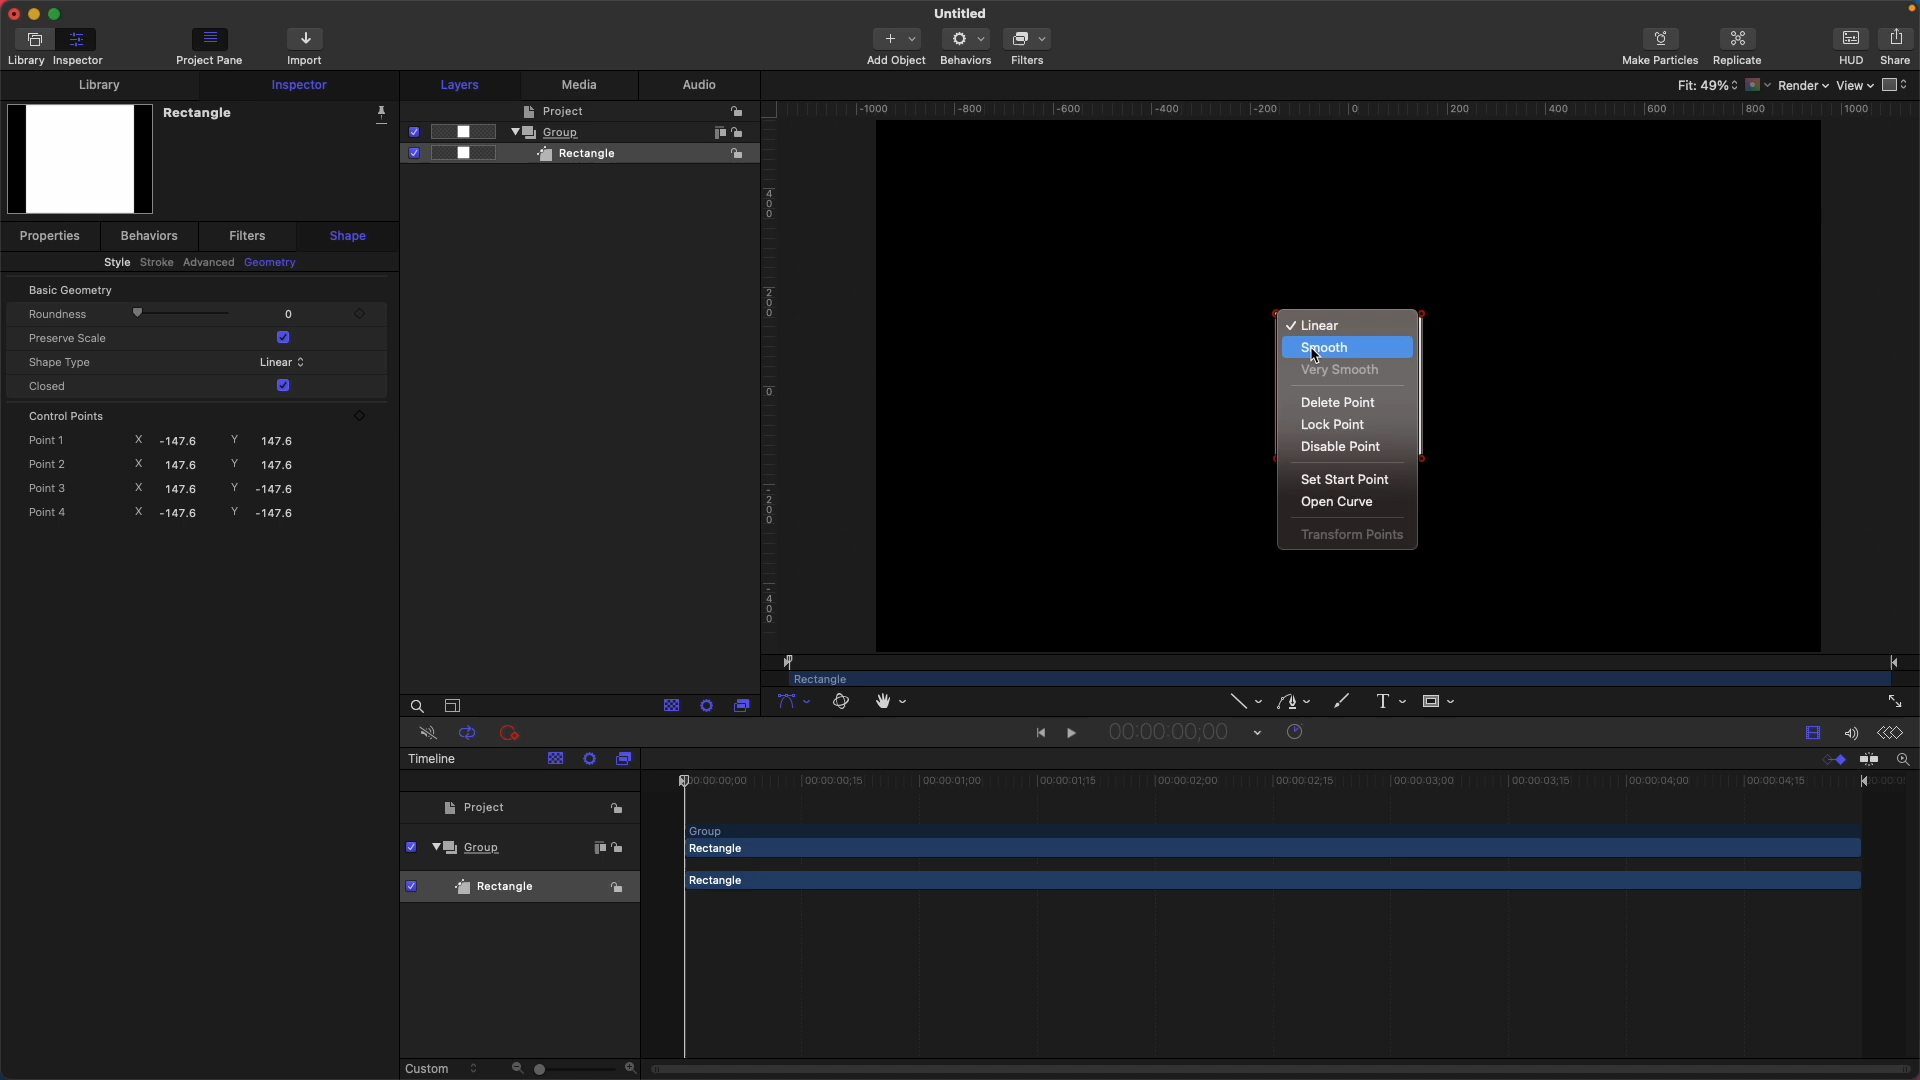 Untitled
Library Inspector
Project Pane
Import
Add Object
Behaviors
Filters
Make Particles
Replicate
HUD
Share
Library
Inspector
Layers
Media
Audio
Fit: 49%
Render
View
Rectangle
Project
Group
Rectangle
-1000 -800 -600 -400 -200 0 200 400 600 800 1000
400
200
0
-200
-400
Properties
Behaviors
Filters
Shape
Style Stroke Advanced Geometry
Basic Geometry
Roundness 0
Preserve Scale
Shape Type Linear
Closed
Control Points
Point 1 X -147.6 Y 147.6
Point 2 X 147.6 Y 147.6
Point 3 X 147.6 Y -147.6
Point 4 X -147.6 Y -147.6
✓ Linear
Smooth
Very Smooth
Delete Point
Lock Point
Disable Point
Set Start Point
Open Curve
Transform Points
Rectangle
T
00:00:00;00
Timeline
00:00:00;00 00:00:00;15 00:00:01;00 00:00:01;15 00:00:02;00 00:00:02;15 00:00:03;00 00:00:03;15 00:00:04;00 00:00:04;15
Project
Group
Rectangle
Group
Rectangle
Rectangle
Custom